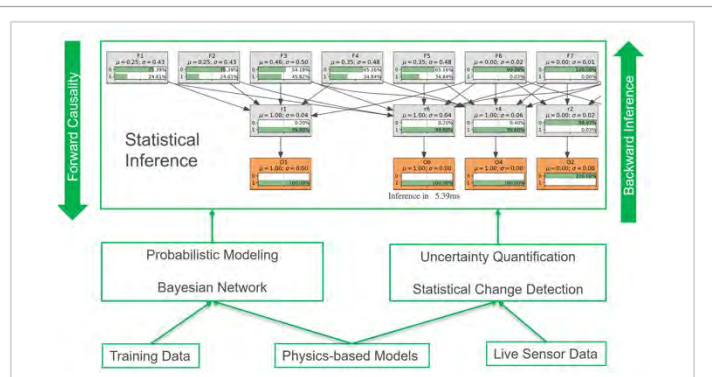 F1
F2
F3
F4
F5
F6
F7
μ=0.25; σ=0.43
μ=0.25; σ=0.43
μ=0.46; σ=0.50
μ=0.35; σ=0.48
μ=0.35; σ=0.48
μ=0.00; σ=0.02
μ=0.00; σ=0.01
r1
r6
r4
r2
μ=1.00; σ=0.04
μ=1.00; σ=0.04
μ=1.00; σ=0.06
μ=0.00; σ=0.02
Statistical
Inference
O1
O6
O4
O2
μ=1.00; σ=0.00
μ=1.00; σ=0.00
μ=1.00; σ=0.00
μ=0.00; σ=0.00
Inference in 5.39ms
Forward Causality
Backward Inference
Probabilistic Modeling
Bayesian Network
Uncertainty Quantification
Statistical Change Detection
Training Data
Physics-based Models
Live Sensor Data